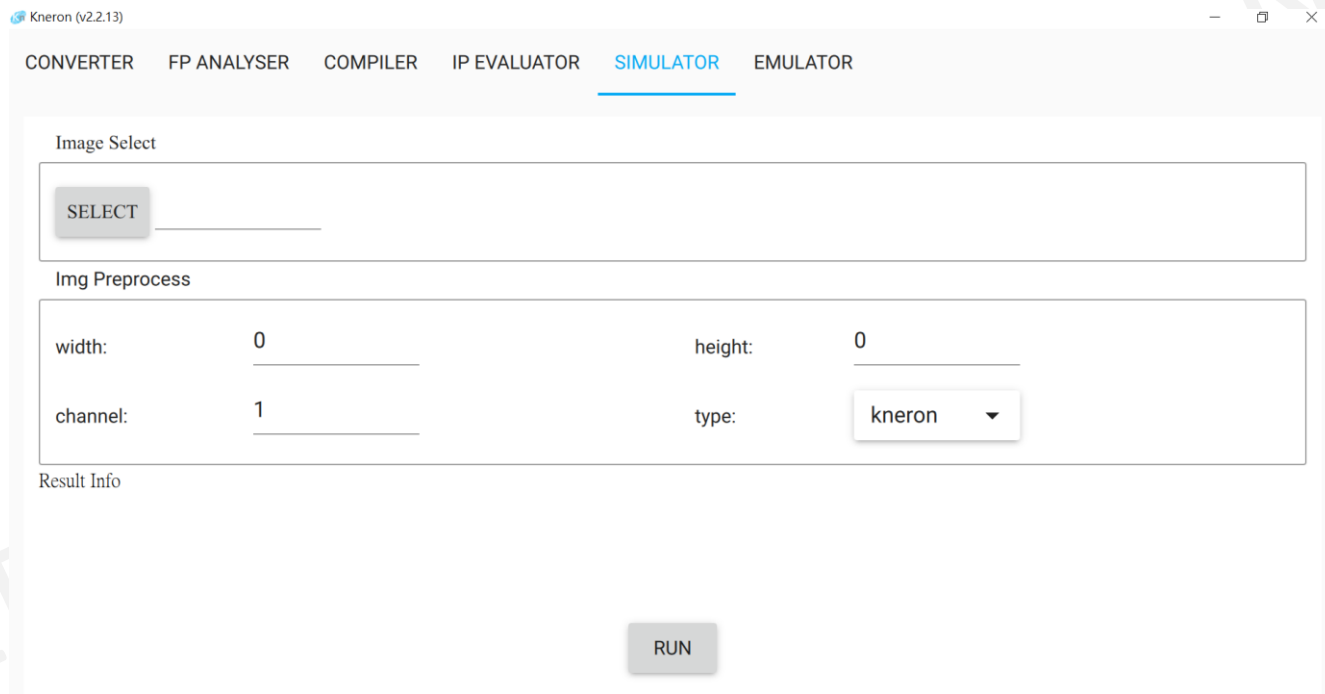 Kneron (v2.2.13)
CONVERTER FP ANALYSER COMPILER IP EVALUATOR SIMULATOR EMULATOR
Image Select
SELECT
Img Preprocess
width: 0 height: 0
channel: 1 type: kneron
Result Info
RUN